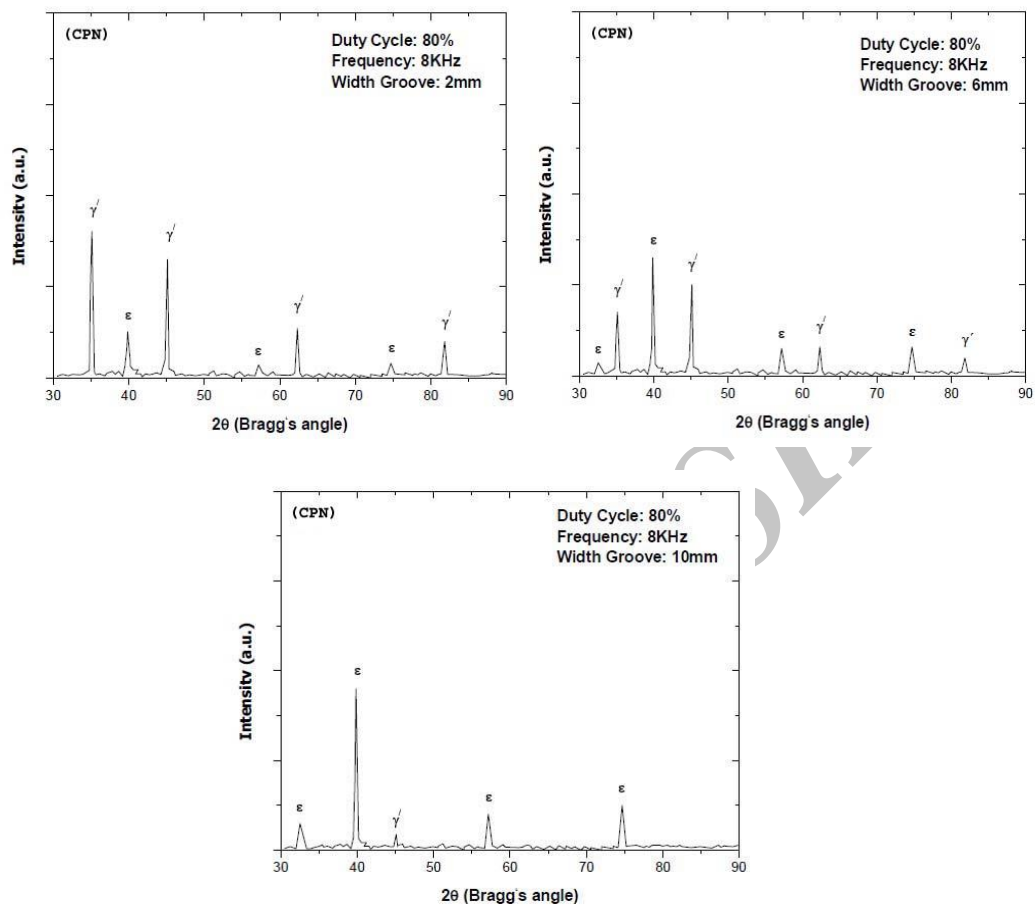 (CPN)
Duty Cycle: 80%
Frequency: 8KHz
Width Groove: 2mm
Intensity (a.u.)
γ′
ε
γ′
ε
γ′
ε
γ′
30 40 50 60 70 80 90
2θ (Bragg's angle)
(CPN)
Duty Cycle: 80%
Frequency: 8KHz
Width Groove: 6mm
Intensity (a.u.)
ε
γ′
ε
γ′
ε
γ′
ε
γ′
30 40 50 60 70 80 90
2θ (Bragg's angle)
(CPN)
Duty Cycle: 80%
Frequency: 8KHz
Width Groove: 10mm
Intensity (a.u.)
ε
ε
γ′
ε
ε
30 40 50 60 70 80 90
2θ (Bragg's angle)